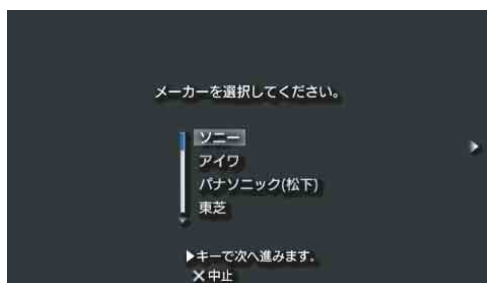 メーカーを選択してください。
ソニー
アイワ
パナソニック(松下)
東芝
▶キーで次へ進みます。
✕中止